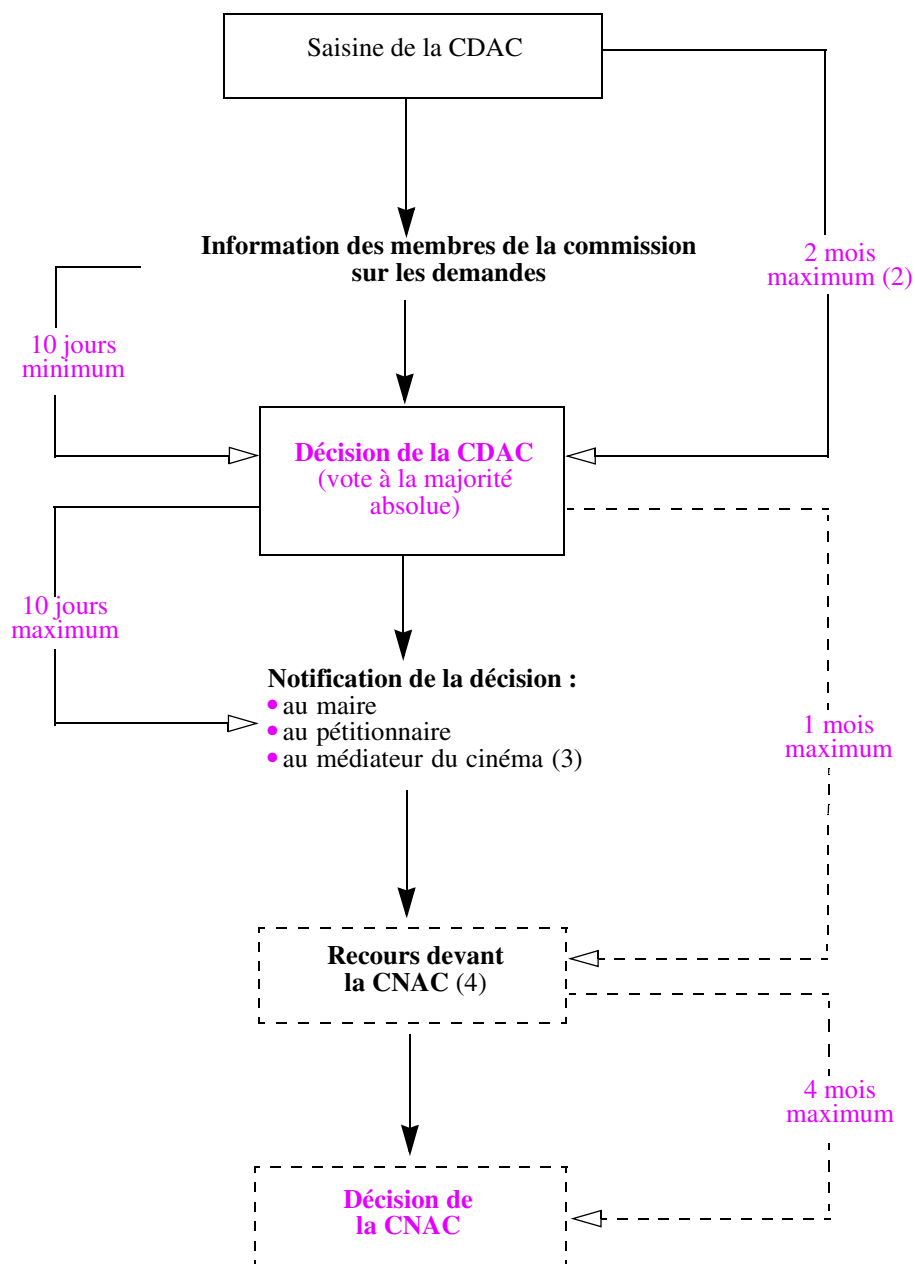 Saisine de la CDAC
Information des membres de la commission
sur les demandes
2 mois
maximum (2)
10 jours
minimum
Décision de la CDAC
(vote à la majorité
absolue)
10 jours
maximum
Notification de la décision :
• au maire
• au pétitionnaire
• au médiateur du cinéma (3)
1 mois
maximum
Recours devant
la CNAC (4)
4 mois
maximum
Décision de
la CNAC